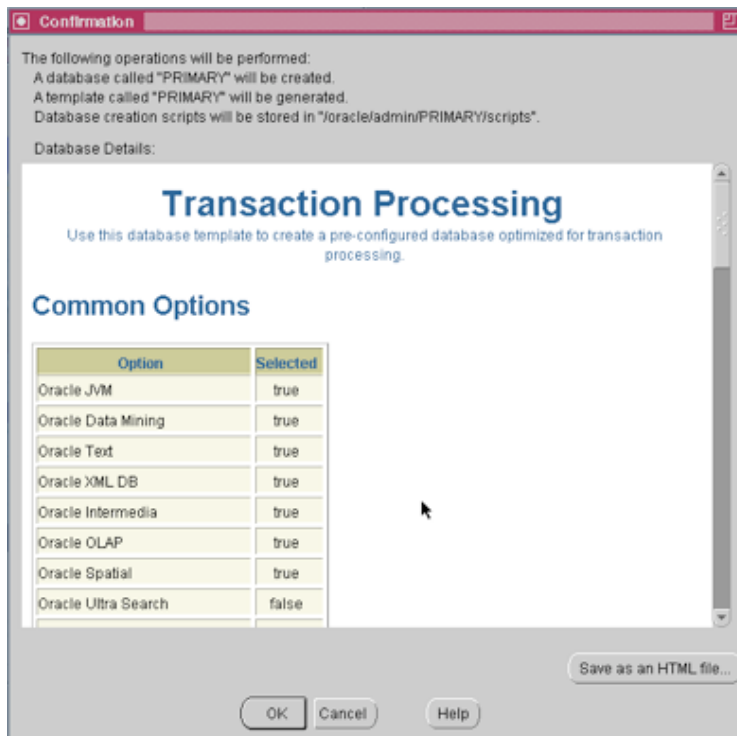 Confirmation
The following operations will be performed:
A database called "PRIMARY" will be created.
A template called "PRIMARY" will be generated.
Database creation scripts will be stored in "/oracle/admin/PRIMARY/scripts".
Database Details:
Transaction Processing
Use this database template to create a pre-configured database optimized for transaction
processing.
Common Options
Option Selected
Oracle JVM true
Oracle Data Mining true
Oracle Text true
Oracle XML DB true
Oracle Intermedia true
Oracle OLAP true
Oracle Spatial true
Oracle Ultra Search false
Save as an HTML file...
OK Cancel Help